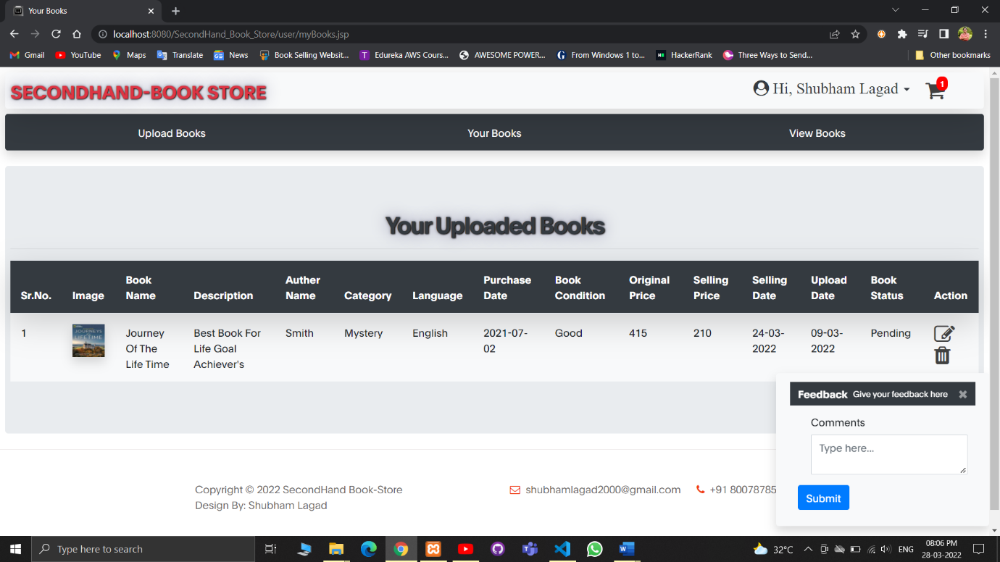 Your Books
localhost:8080/SecondHand_Book_Store/user/myBooks.jsp
Gmail YouTube Maps Translate News Book Selling Websit... Edureka AWS Cours... AWESOME POWER... From Windows 1 to... HackerRank Three Ways to Send... Other bookmarks
SECONDHAND-BOOK STORE
Hi, Shubham Lagad 1
Upload Books Your Books View Books
Your Uploaded Books
Sr.No. Image Book Name Description Auther Name Category Language Purchase Date Book Condition Original Price Selling Price Selling Date Upload Date Book Status Action
1 JOURNEYS LIFETIME Journey Smith Mystery English 2021-07- Good 415 210 24-03- 09-03- Pending
Best Book For
Of The Life Goal 02 2022 2022
Life Time Achiever's
Feedback Give your feedback here
Comments
Type here...
Submit
Copyright © 2022 SecondHand Book-Store shubhamlagad2000@gmail.com +91 80078785
Design By: Shubham Lagad
Type here to search 32°C ENG 08:06 PM
28-03-2022